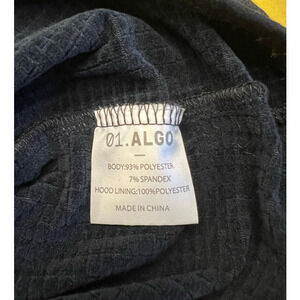 01.ALGO
—
BODY:93% POLYESTER
7% SPANDEX
HOOD LINING:100%POLYESTER
MADE IN CHINA